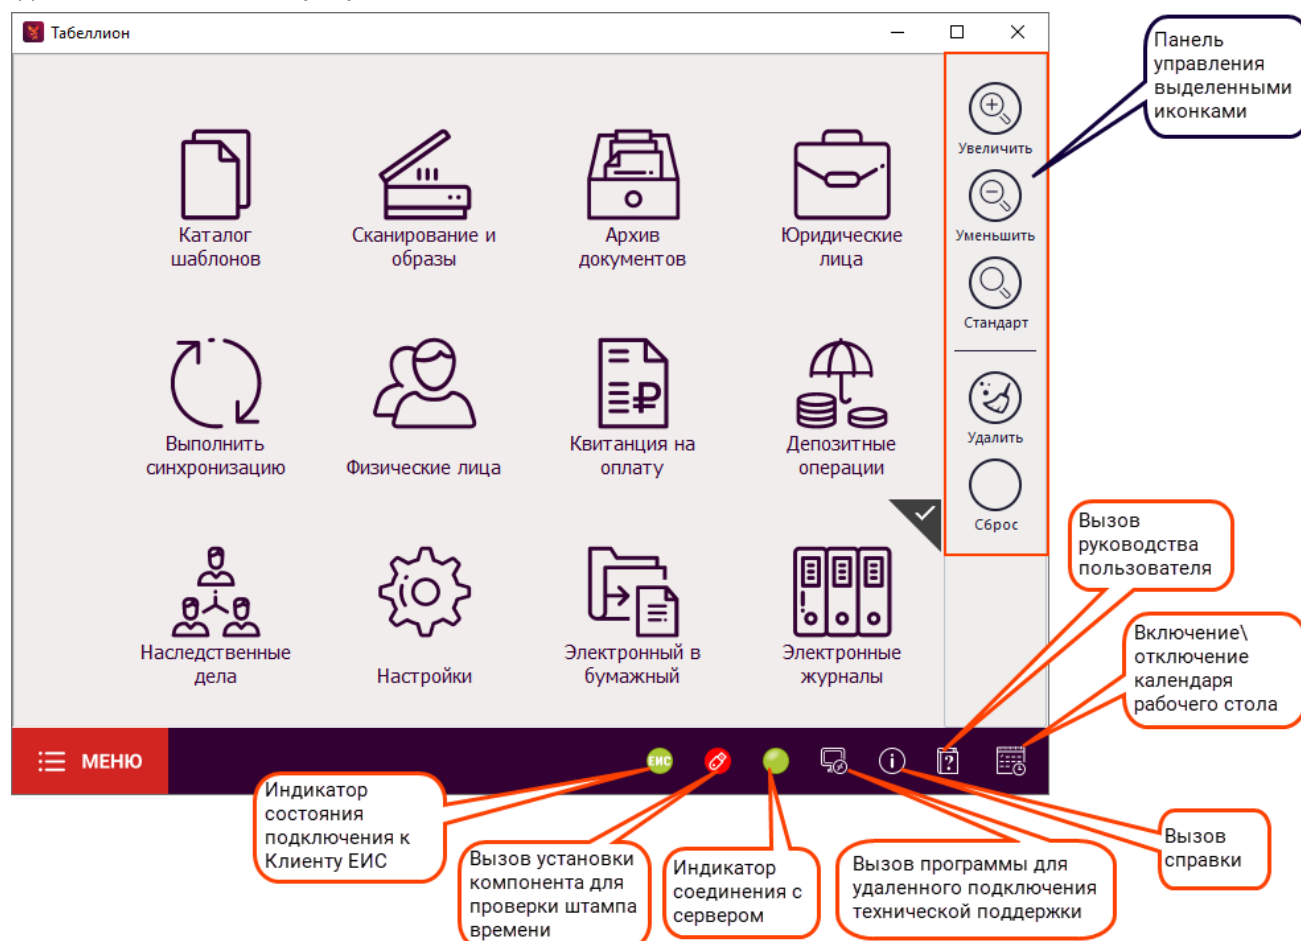 Табеллион
Панель
управления
выделенными
иконками
Увеличить
Уменьшить
Стандарт
Удалить
Сброс
Каталог
шаблонов
Сканирование и
образы
Архив
документов
Юридические
лица
Выполнить
синхронизацию
Физические лица
Квитанция на
оплату
Депозитные
операции
Наследственные
дела
Настройки
Электронный в
бумажный
Электронные
журналы
Вызов
руководства
пользователя
Включение\
отключение
календаря
рабочего стола
МЕНЮ
ЕИС
Индикатор
состояния
подключения к
Клиенту ЕИС
Вызов установки
компонента для
проверки штампа
времени
Индикатор
соединения с
сервером
Вызов программы для
удаленного подключения
технической поддержки
Вызов
справки